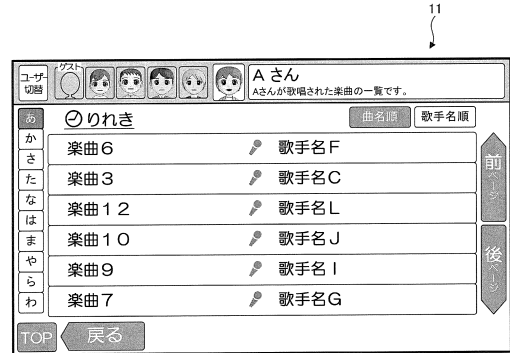 11
ユーザー
切替
ゲスト
Aさん
Aさんが歌唱された楽曲の一覧です。
りれき
曲名順
歌手名順
あ
か
さ
た
な
は
ま
や
ら
わ
楽曲6 歌手名F
楽曲3 歌手名C
楽曲12 歌手名L
楽曲10 歌手名J
楽曲9 歌手名I
楽曲7 歌手名G
前ページ
後ページ
TOP
戻る